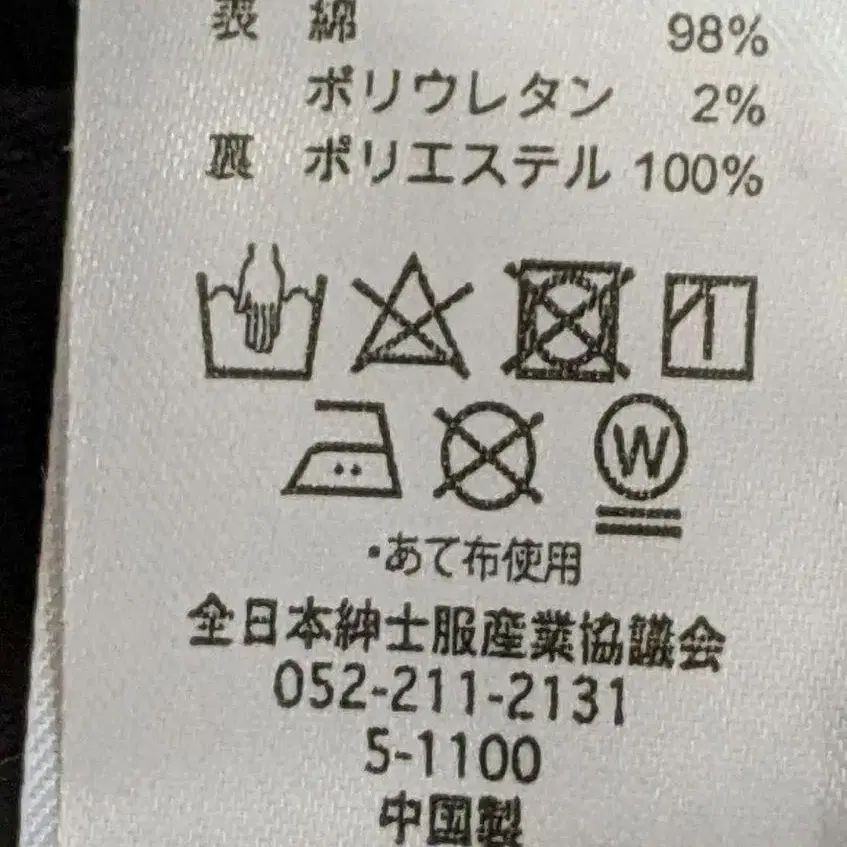 表 綿 98%
ポリウレタン 2%
裏 ポリエステル 100%
W
・あて布使用
全日本紳士服産業協議会
052-211-2131
S-1100
中国製